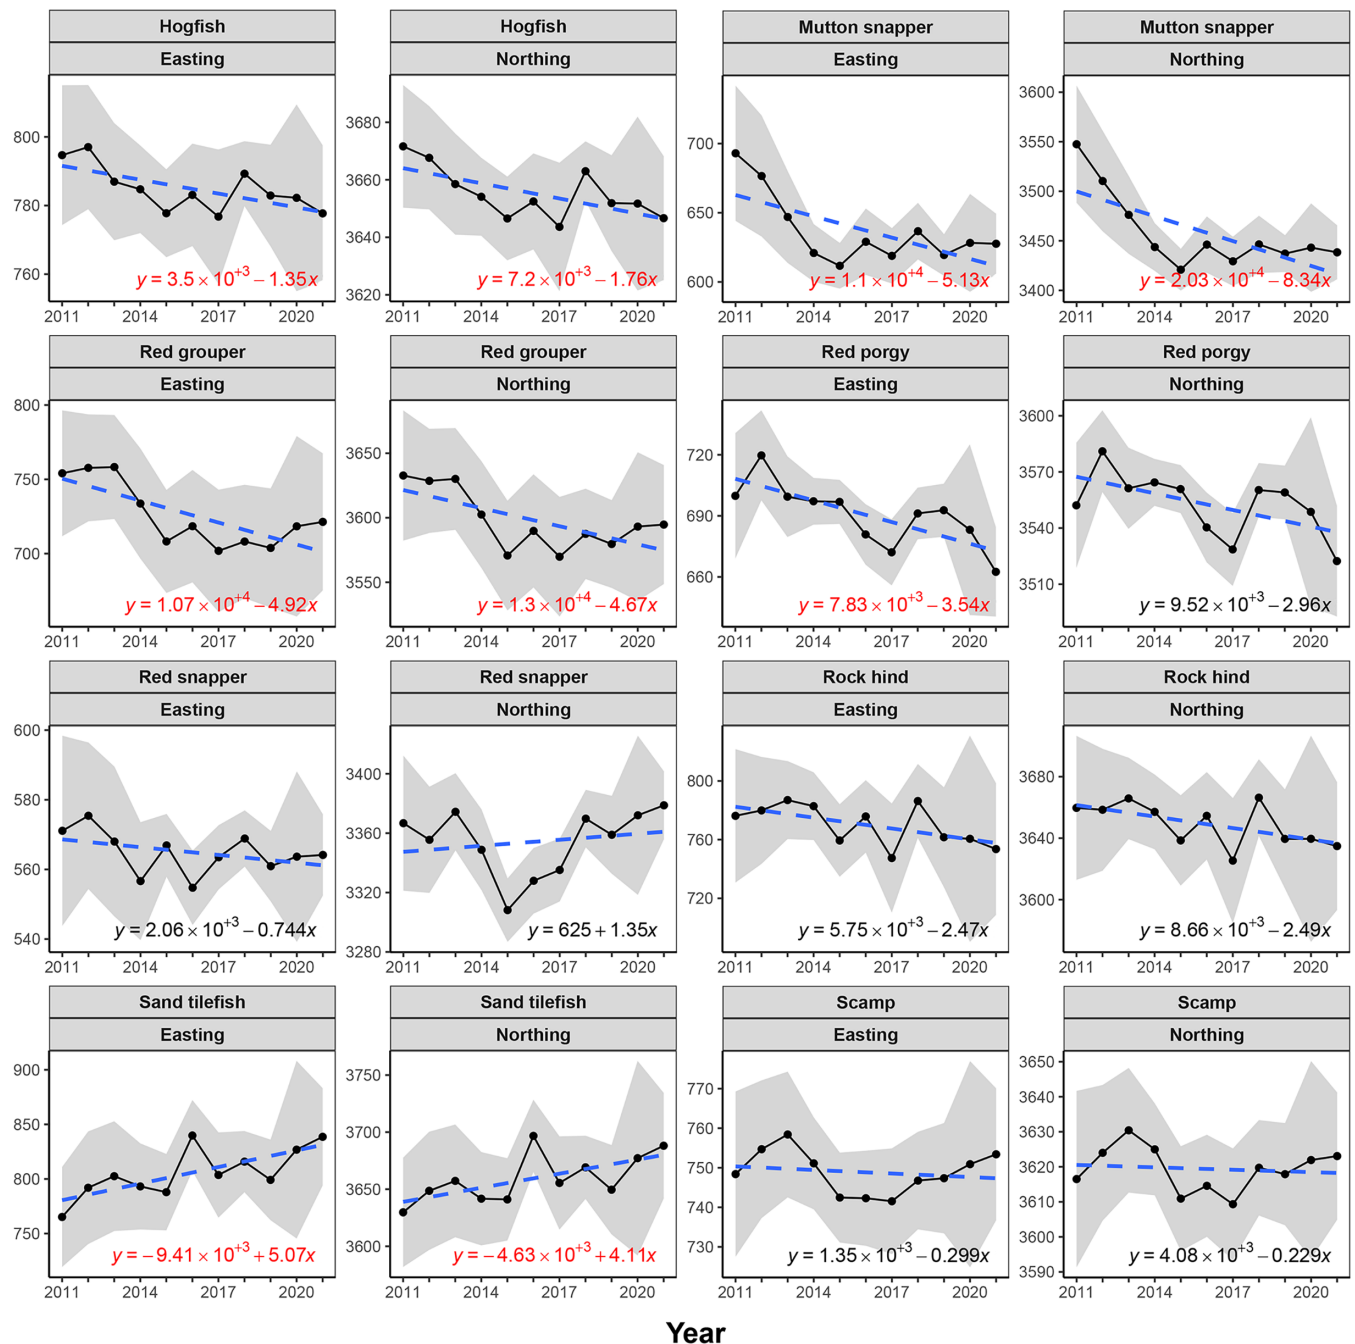 Hogfish Hogfish Mutton snapper Mutton snapper
Easting Northing Easting Northing
800
780
760
y = 3.5 × 10^+3 − 1.35x
2011 2014 2017 2020
3680
3660
3640
3620
y = 7.2 × 10^+3 − 1.76x
2011 2014 2017 2020
700
650
600
y = 1.1 × 10^+4 − 5.13x
2011 2014 2017 2020
3600
3550
3500
3450
3400
y = 2.03 × 10^+4 − 8.34x
2011 2014 2017 2020
Red grouper Red grouper Red porgy Red porgy
Easting Northing Easting Northing
800
750
700
y = 1.07 × 10^+4 − 4.92x
2011 2014 2017 2020
3650
3600
3550
y = 1.3 × 10^+4 − 4.67x
2011 2014 2017 2020
720
690
660
y = 7.83 × 10^+3 − 3.54x
2011 2014 2017 2020
3600
3570
3540
3510
y = 9.52 × 10^+3 − 2.96x
2011 2014 2017 2020
Red snapper Red snapper Rock hind Rock hind
Easting Northing Easting Northing
600
580
560
540
y = 2.06 × 10^+3 − 0.744x
2011 2014 2017 2020
3400
3360
3320
3280
y = 625 + 1.35x
2011 2014 2017 2020
800
760
720
y = 5.75 × 10^+3 − 2.47x
2011 2014 2017 2020
3680
3640
3600
y = 8.66 × 10^+3 − 2.49x
2011 2014 2017 2020
Sand tilefish Sand tilefish Scamp Scamp
Easting Northing Easting Northing
900
850
800
750
y = −9.41 × 10^+3 + 5.07x
2011 2014 2017 2020
3750
3700
3650
3600
y = −4.63 × 10^+3 + 4.11x
2011 2014 2017 2020
770
760
750
740
730
y = 1.35 × 10^+3 − 0.299x
2011 2014 2017 2020
3650
3640
3630
3620
3610
3600
3590
y = 4.08 × 10^+3 − 0.229x
2011 2014 2017 2020
Year